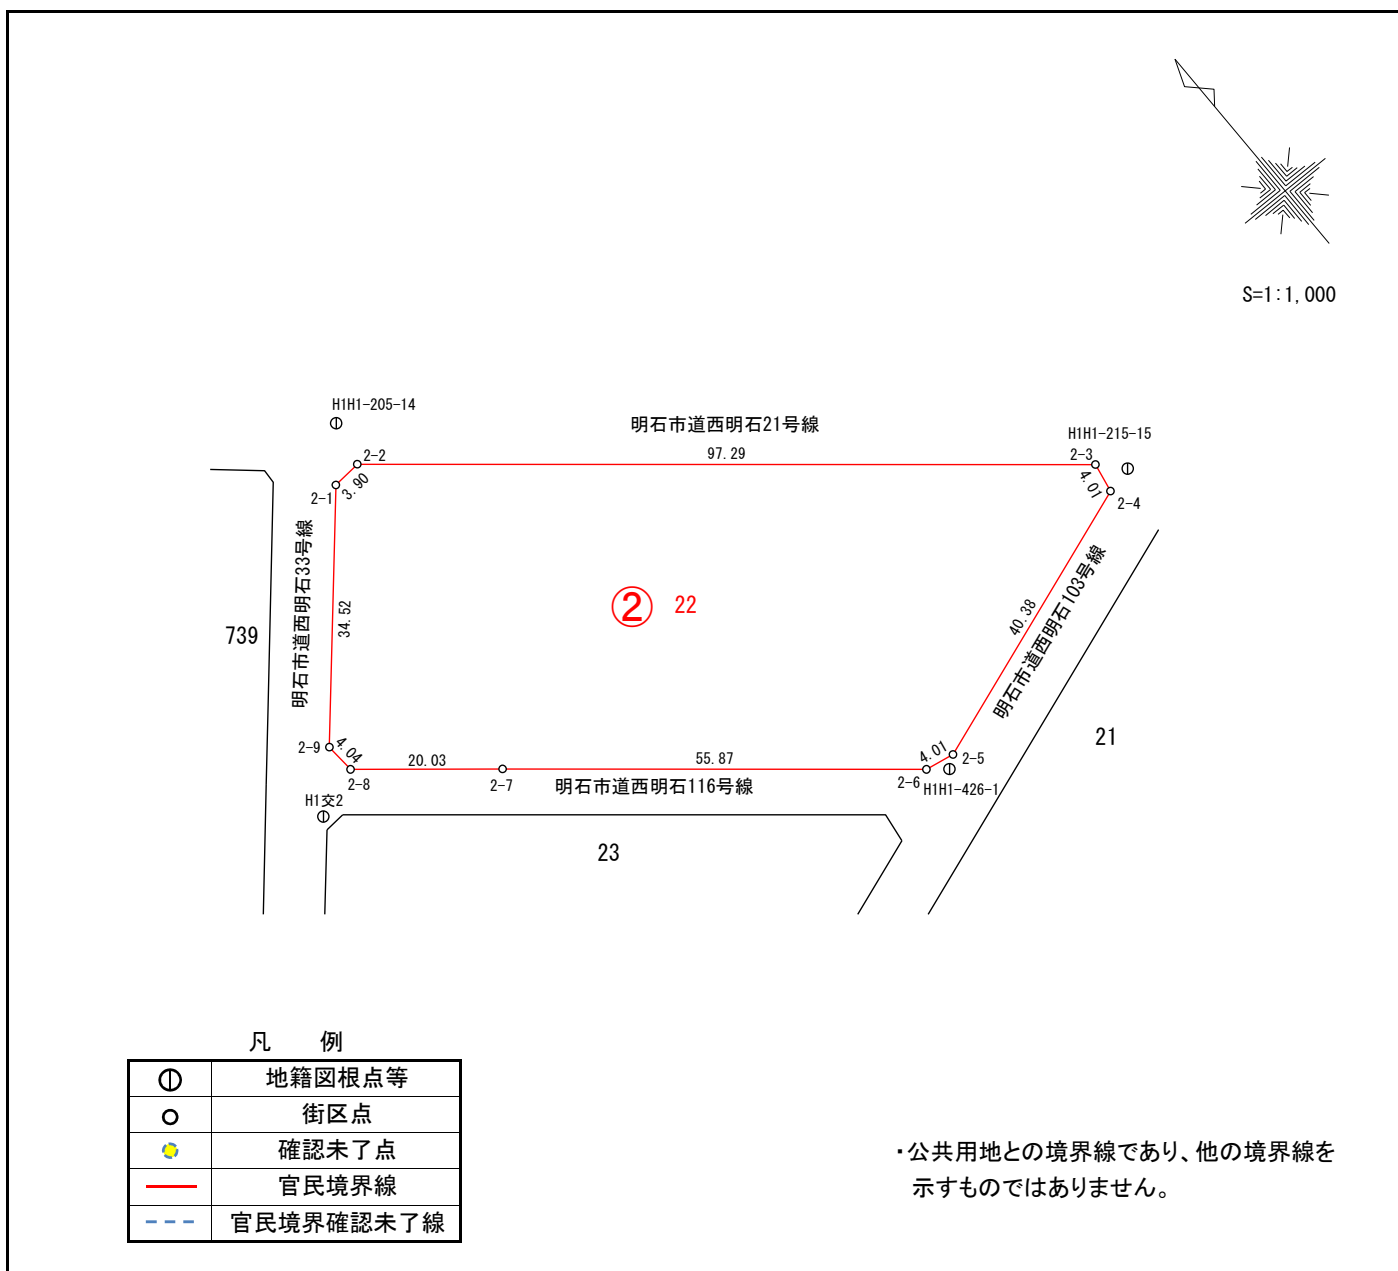 S=1:1,000
H1H1-205-14
明石市道西明石21号線
H1H1-215-15
2-2
97.29
2-3
2-1
3.90
4.01
2-4
明石市道西明石33号線
34.52
739
② 22
40.38
明石市道西明石103号線
21
2-9
4.04
20.03
55.87
4.01
2-5
2-8
2-7
明石市道西明石116号線
2-6
H1H1-426-1
H1交2
23
凡 例
地籍図根点等
街区点
確認未了点
官民境界線
官民境界確認未了線
・公共用地との境界線であり、他の境界線を
示すものではありません。